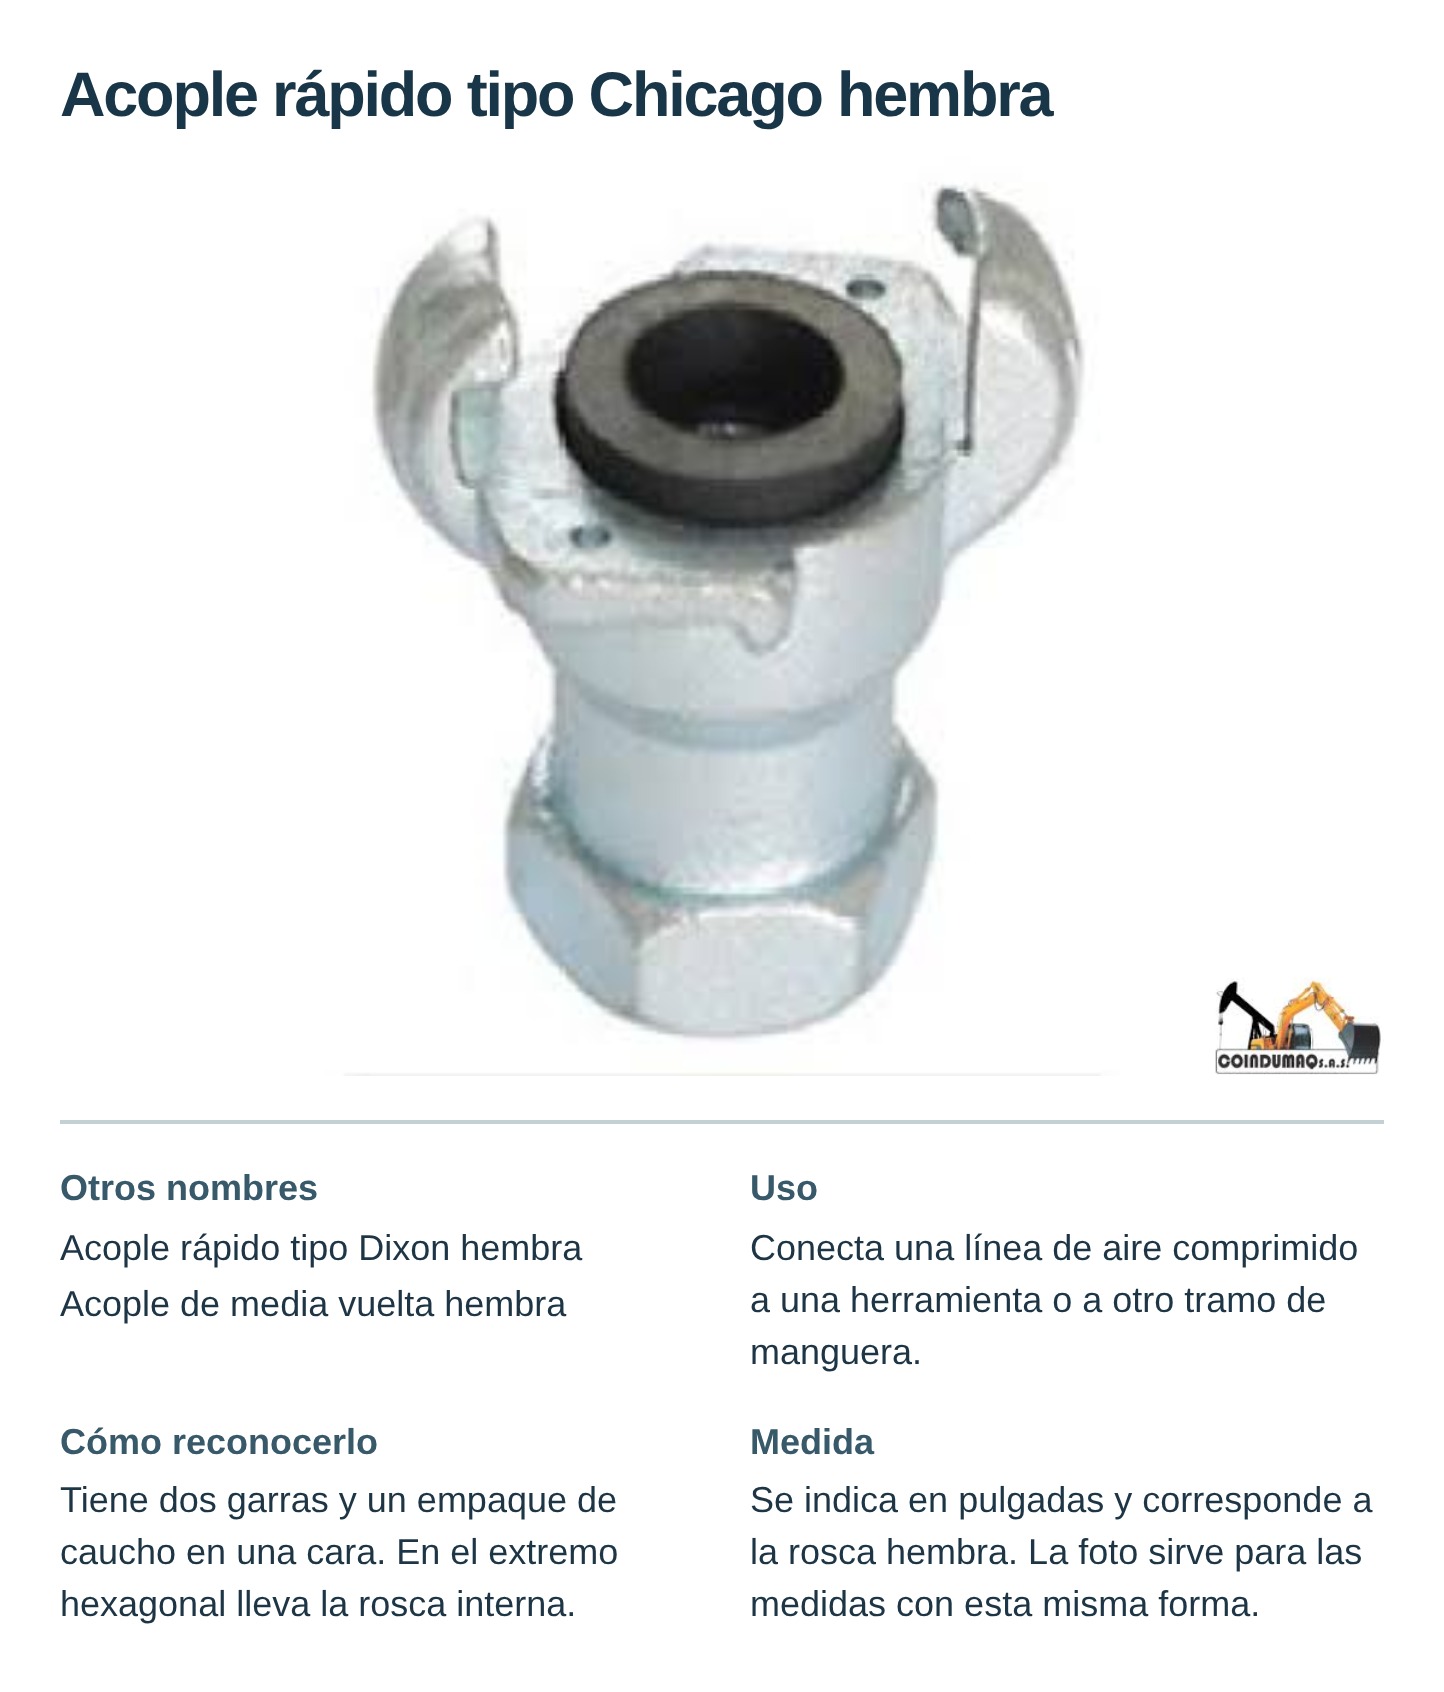 Acople rápido tipo Chicago hembra
COINDUMAQ S.A.S.
Otros nombres
Acople rápido tipo Dixon hembra
Acople de media vuelta hembra
Uso
Conecta una línea de aire comprimido
a una herramienta o a otro tramo de
manguera.
Cómo reconocerlo
Tiene dos garras y un empaque de
caucho en una cara. En el extremo
hexagonal lleva la rosca interna.
Medida
Se indica en pulgadas y corresponde a
la rosca hembra. La foto sirve para las
medidas con esta misma forma.